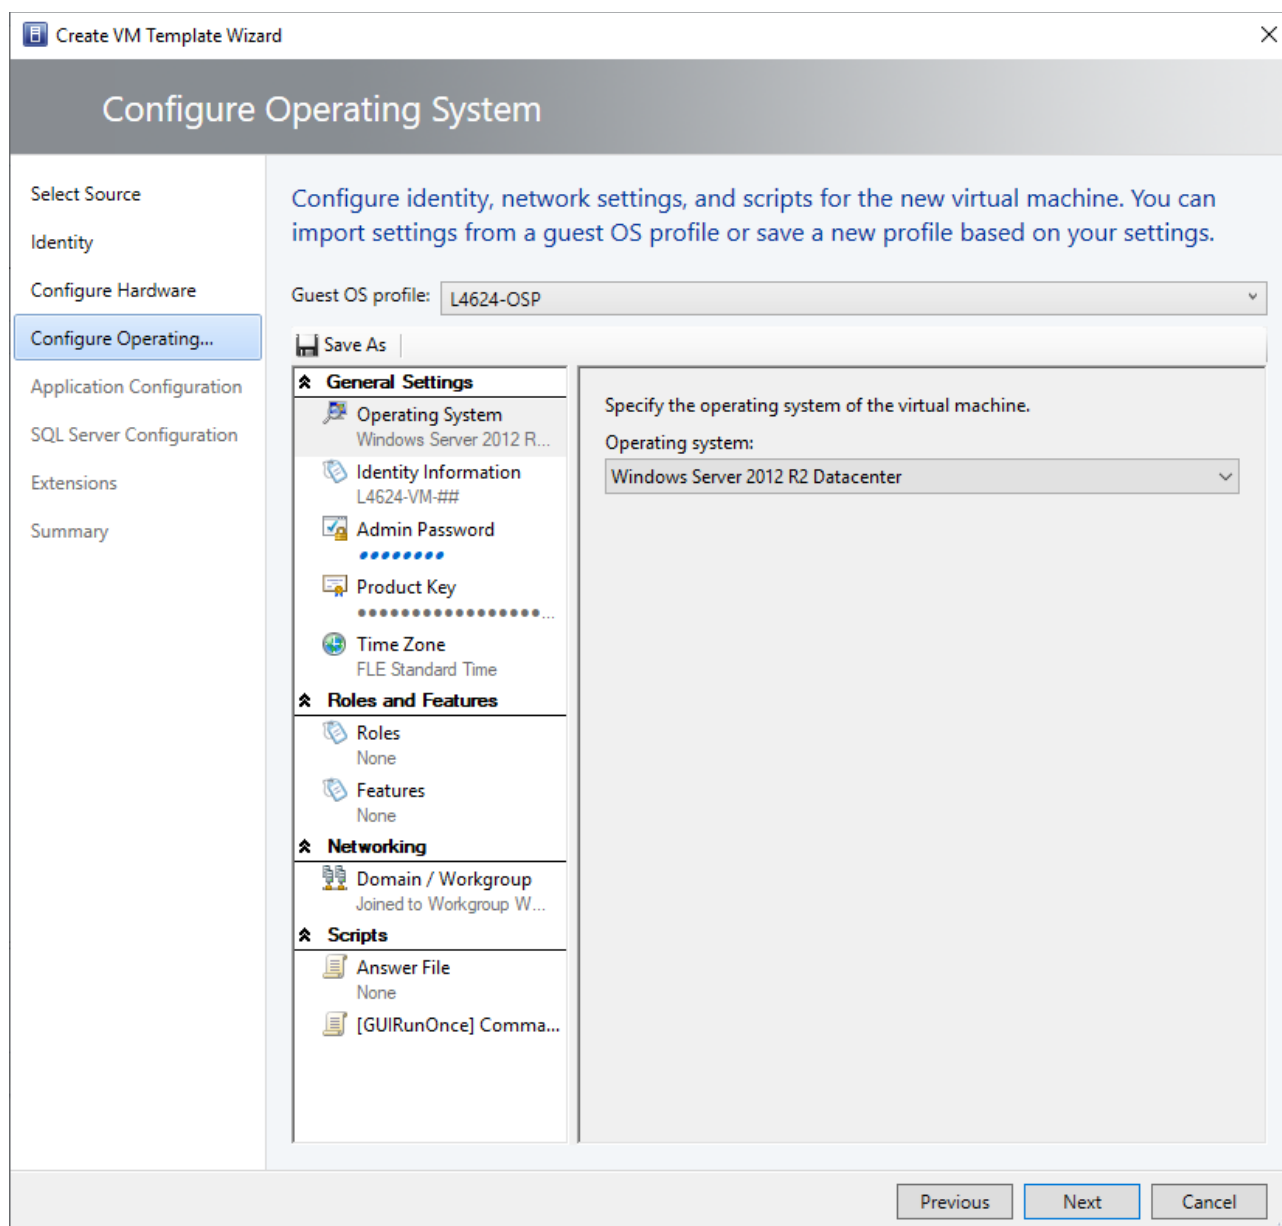 Create VM Template Wizard
Configure Operating System
Select Source
Identity
Configure Hardware
Configure Operating...
Application Configuration
SQL Server Configuration
Extensions
Summary
Configure identity, network settings, and scripts for the new virtual machine. You can
import settings from a guest OS profile or save a new profile based on your settings.
Guest OS profile: L4624-OSP
Save As
General Settings
Operating System
Windows Server 2012 R...
Identity Information
L4624-VM-##
Admin Password
Product Key
Time Zone
FLE Standard Time
Roles and Features
Roles
None
Features
None
Networking
Domain / Workgroup
Joined to Workgroup W...
Scripts
Answer File
None
[GUIRunOnce] Comma...
Specify the operating system of the virtual machine.
Operating system:
Windows Server 2012 R2 Datacenter
Previous Next Cancel